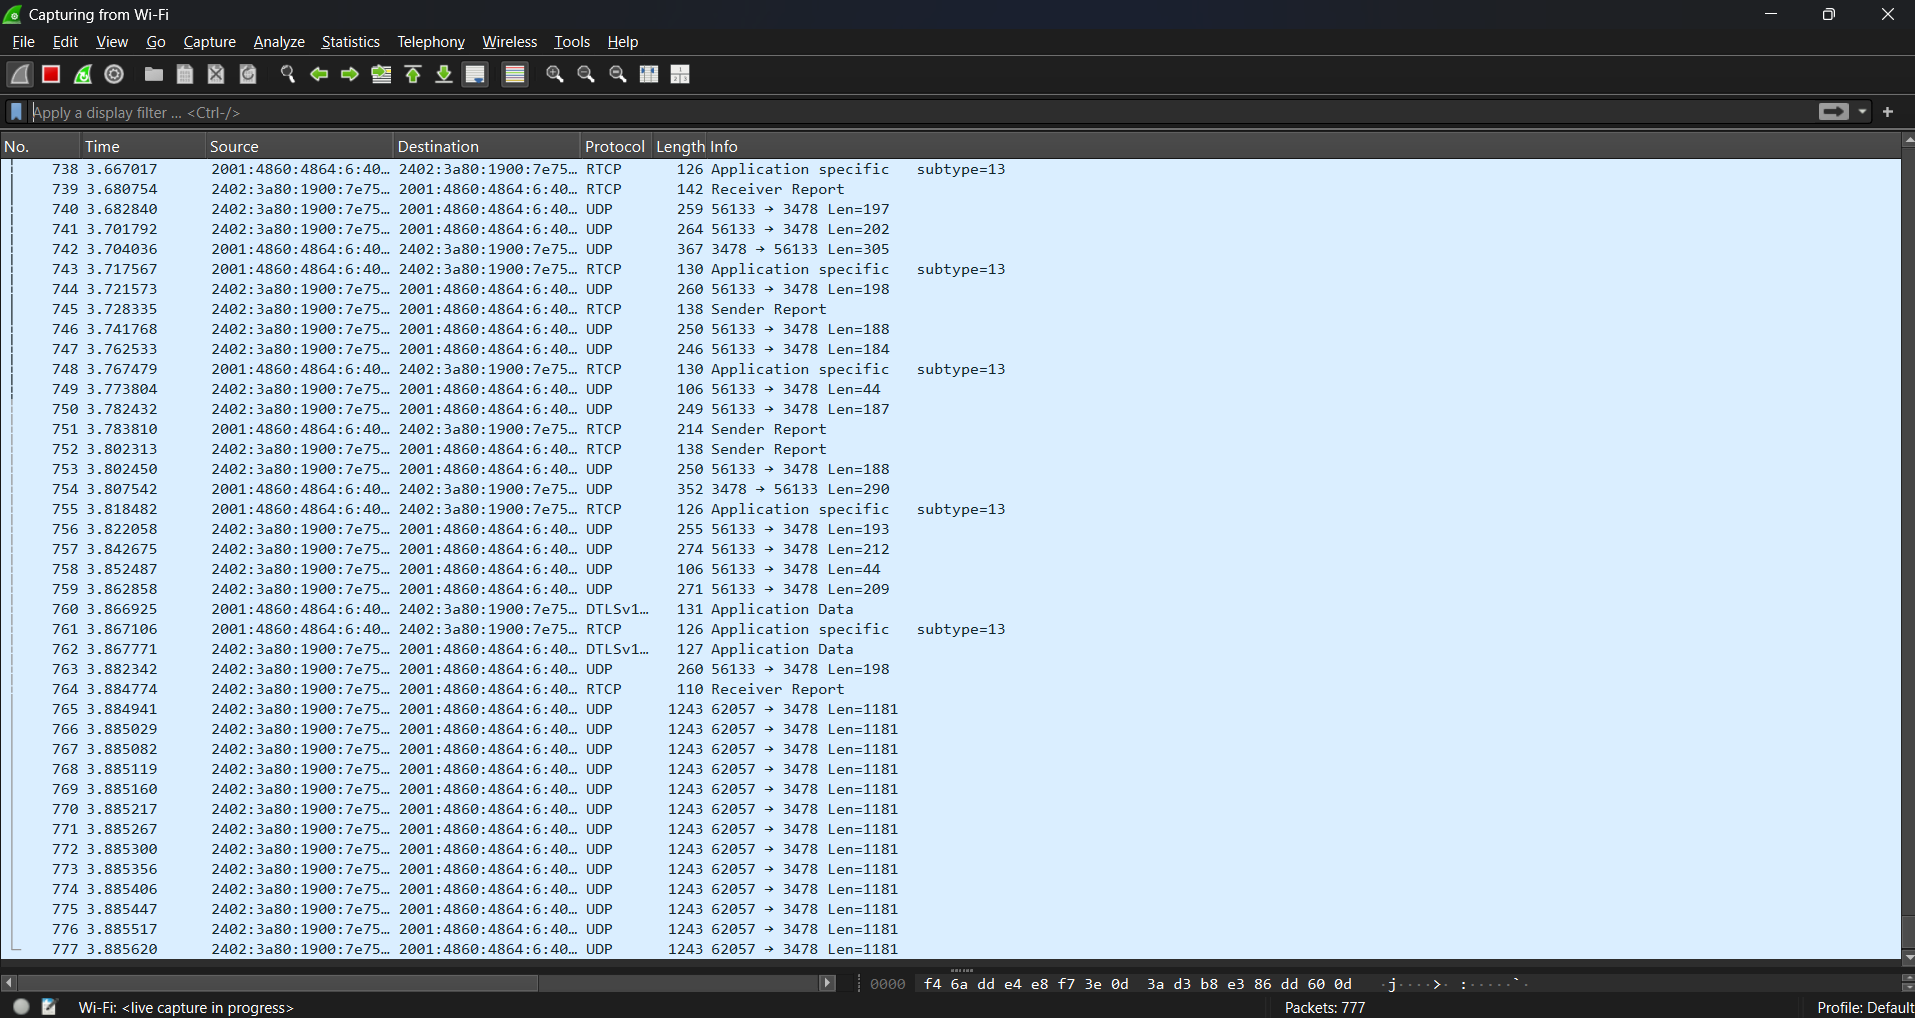 Capturing from Wi-Fi
File Edit View Go Capture Analyze Statistics Telephony Wireless Tools Help
Apply a display filter ... <Ctrl-/>
No. Time Source Destination Protocol Length Info
738 3.667017 2001:4860:4864:6:40… 2402:3a80:1900:7e75… RTCP 126 Application specific subtype=13
739 3.680754 2402:3a80:1900:7e75… 2001:4860:4864:6:40… RTCP 142 Receiver Report
740 3.682840 2402:3a80:1900:7e75… 2001:4860:4864:6:40… UDP 259 56133 → 3478 Len=197
741 3.701792 2402:3a80:1900:7e75… 2001:4860:4864:6:40… UDP 264 56133 → 3478 Len=202
742 3.704036 2001:4860:4864:6:40… 2402:3a80:1900:7e75… UDP 367 3478 → 56133 Len=305
743 3.717567 2001:4860:4864:6:40… 2402:3a80:1900:7e75… RTCP 130 Application specific subtype=13
744 3.721573 2402:3a80:1900:7e75… 2001:4860:4864:6:40… UDP 260 56133 → 3478 Len=198
745 3.728335 2402:3a80:1900:7e75… 2001:4860:4864:6:40… RTCP 138 Sender Report
746 3.741768 2402:3a80:1900:7e75… 2001:4860:4864:6:40… UDP 250 56133 → 3478 Len=188
747 3.762533 2402:3a80:1900:7e75… 2001:4860:4864:6:40… UDP 246 56133 → 3478 Len=184
748 3.767479 2001:4860:4864:6:40… 2402:3a80:1900:7e75… RTCP 130 Application specific subtype=13
749 3.773804 2402:3a80:1900:7e75… 2001:4860:4864:6:40… UDP 106 56133 → 3478 Len=44
750 3.782432 2402:3a80:1900:7e75… 2001:4860:4864:6:40… UDP 249 56133 → 3478 Len=187
751 3.783810 2001:4860:4864:6:40… 2402:3a80:1900:7e75… RTCP 214 Sender Report
752 3.802313 2402:3a80:1900:7e75… 2001:4860:4864:6:40… RTCP 138 Sender Report
753 3.802450 2402:3a80:1900:7e75… 2001:4860:4864:6:40… UDP 250 56133 → 3478 Len=188
754 3.807542 2001:4860:4864:6:40… 2402:3a80:1900:7e75… UDP 352 3478 → 56133 Len=290
755 3.818482 2001:4860:4864:6:40… 2402:3a80:1900:7e75… RTCP 126 Application specific subtype=13
756 3.822058 2402:3a80:1900:7e75… 2001:4860:4864:6:40… UDP 255 56133 → 3478 Len=193
757 3.842675 2402:3a80:1900:7e75… 2001:4860:4864:6:40… UDP 274 56133 → 3478 Len=212
758 3.852487 2402:3a80:1900:7e75… 2001:4860:4864:6:40… UDP 106 56133 → 3478 Len=44
759 3.862858 2402:3a80:1900:7e75… 2001:4860:4864:6:40… UDP 271 56133 → 3478 Len=209
760 3.866925 2001:4860:4864:6:40… 2402:3a80:1900:7e75… DTLSv1… 131 Application Data
761 3.867106 2001:4860:4864:6:40… 2402:3a80:1900:7e75… RTCP 126 Application specific subtype=13
762 3.867771 2402:3a80:1900:7e75… 2001:4860:4864:6:40… DTLSv1… 127 Application Data
763 3.882342 2402:3a80:1900:7e75… 2001:4860:4864:6:40… UDP 260 56133 → 3478 Len=198
764 3.884774 2402:3a80:1900:7e75… 2001:4860:4864:6:40… RTCP 110 Receiver Report
765 3.884941 2402:3a80:1900:7e75… 2001:4860:4864:6:40… UDP 1243 62057 → 3478 Len=1181
766 3.885029 2402:3a80:1900:7e75… 2001:4860:4864:6:40… UDP 1243 62057 → 3478 Len=1181
767 3.885082 2402:3a80:1900:7e75… 2001:4860:4864:6:40… UDP 1243 62057 → 3478 Len=1181
768 3.885119 2402:3a80:1900:7e75… 2001:4860:4864:6:40… UDP 1243 62057 → 3478 Len=1181
769 3.885160 2402:3a80:1900:7e75… 2001:4860:4864:6:40… UDP 1243 62057 → 3478 Len=1181
770 3.885217 2402:3a80:1900:7e75… 2001:4860:4864:6:40… UDP 1243 62057 → 3478 Len=1181
771 3.885267 2402:3a80:1900:7e75… 2001:4860:4864:6:40… UDP 1243 62057 → 3478 Len=1181
772 3.885300 2402:3a80:1900:7e75… 2001:4860:4864:6:40… UDP 1243 62057 → 3478 Len=1181
773 3.885356 2402:3a80:1900:7e75… 2001:4860:4864:6:40… UDP 1243 62057 → 3478 Len=1181
774 3.885406 2402:3a80:1900:7e75… 2001:4860:4864:6:40… UDP 1243 62057 → 3478 Len=1181
775 3.885447 2402:3a80:1900:7e75… 2001:4860:4864:6:40… UDP 1243 62057 → 3478 Len=1181
776 3.885517 2402:3a80:1900:7e75… 2001:4860:4864:6:40… UDP 1243 62057 → 3478 Len=1181
777 3.885620 2402:3a80:1900:7e75… 2001:4860:4864:6:40… UDP 1243 62057 → 3478 Len=1181
0000 f4 6a dd e4 e8 f7 3e 0d 3a d3 b8 e3 86 dd 60 0d ·j····>· :·····`·
Wi-Fi: <live capture in progress> Packets: 777 Profile: Default